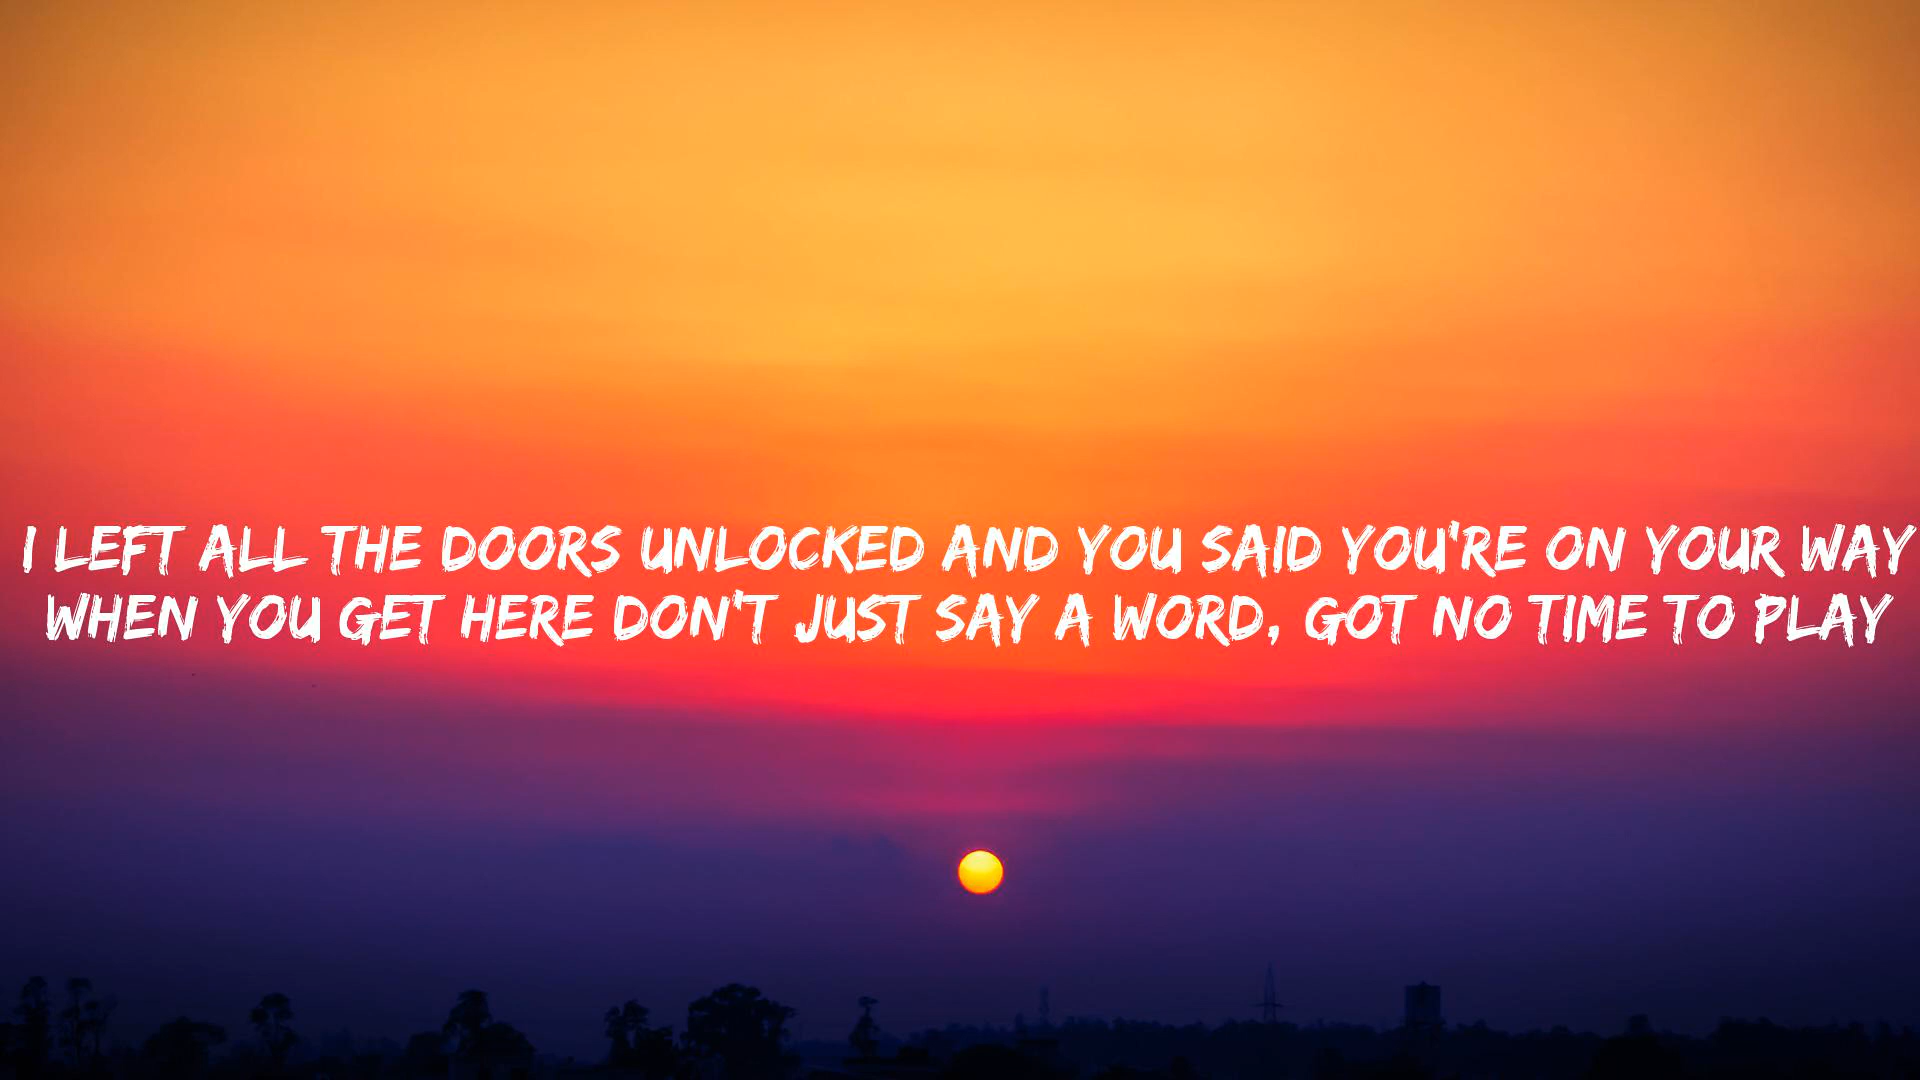 I LEFT ALL THE DOORS UNLOCKED AND YOU SAID YOU'RE ON YOUR WAY
WHEN YOU GET HERE DON'T JUST SAY A WORD, GOT NO TIME TO PLAY